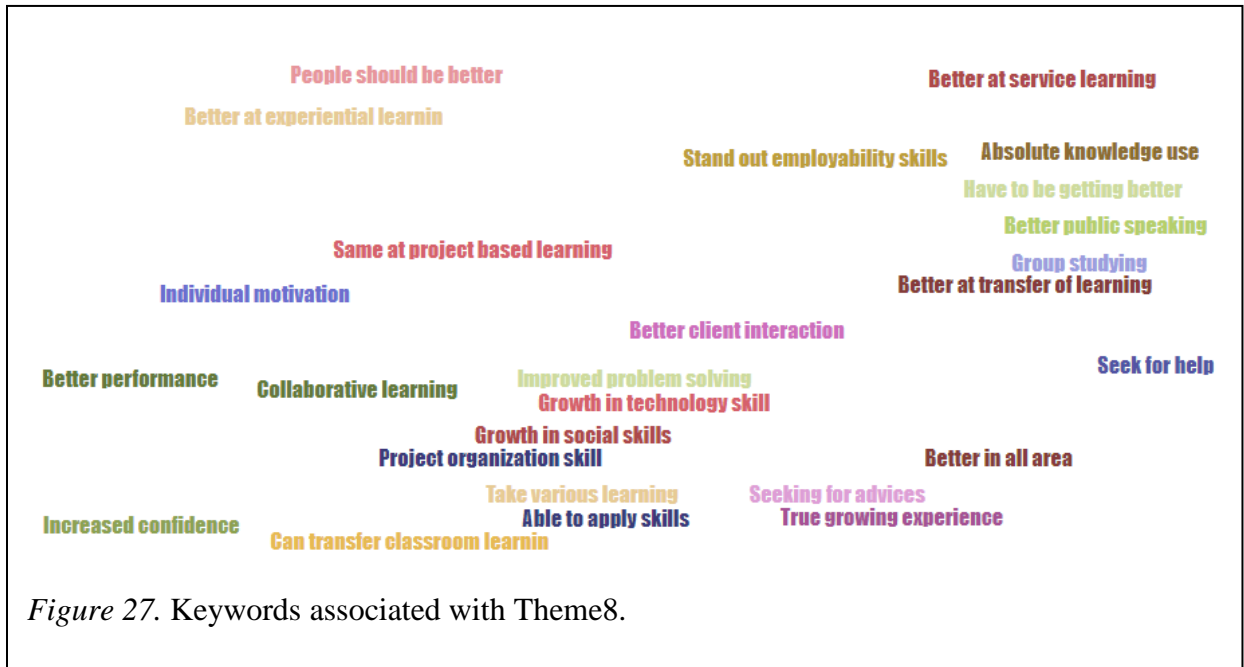 People should be better
Better at service learning
Better at experiential learnin
Stand out employability skills
Absolute knowledge use
Have to be getting better
Better public speaking
Same at project based learning
Group studying
Better at transfer of learning
Individual motivation
Better client interaction
Seek for help
Better performance
Collaborative learning
Improved problem solving
Growth in technology skill
Growth in social skills
Project organization skill
Better in all area
Take various learning
Seeking for advices
Able to apply skills
True growing experience
Increased confidence
Can transfer classroom learnin
Figure 27. Keywords associated with Theme8.